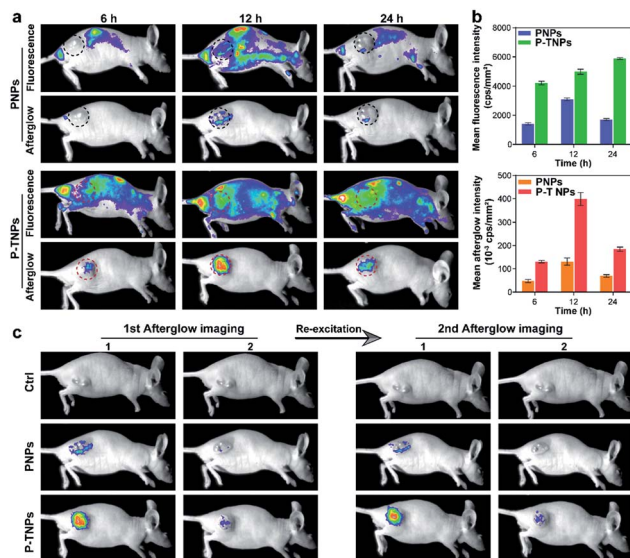 a
6 h
12 h
24 h
PNPs
Fluorescence
Afterglow
P-TNPs
Fluorescence
Afterglow
b
PNPs
P-TNPs
Mean fluorescence intensity
(cps/mm²)
8000
6000
4000
2000
0
6
12
24
Time (h)
PNPs
P-T NPs
Mean afterglow intensity
(10⁻³ cps/mm²)
500
400
300
200
100
0
6
12
24
Time (h)
c
1st Afterglow imaging
Re-excitation
2nd Afterglow imaging
1
2
1
2
Ctrl
PNPs
P-TNPs